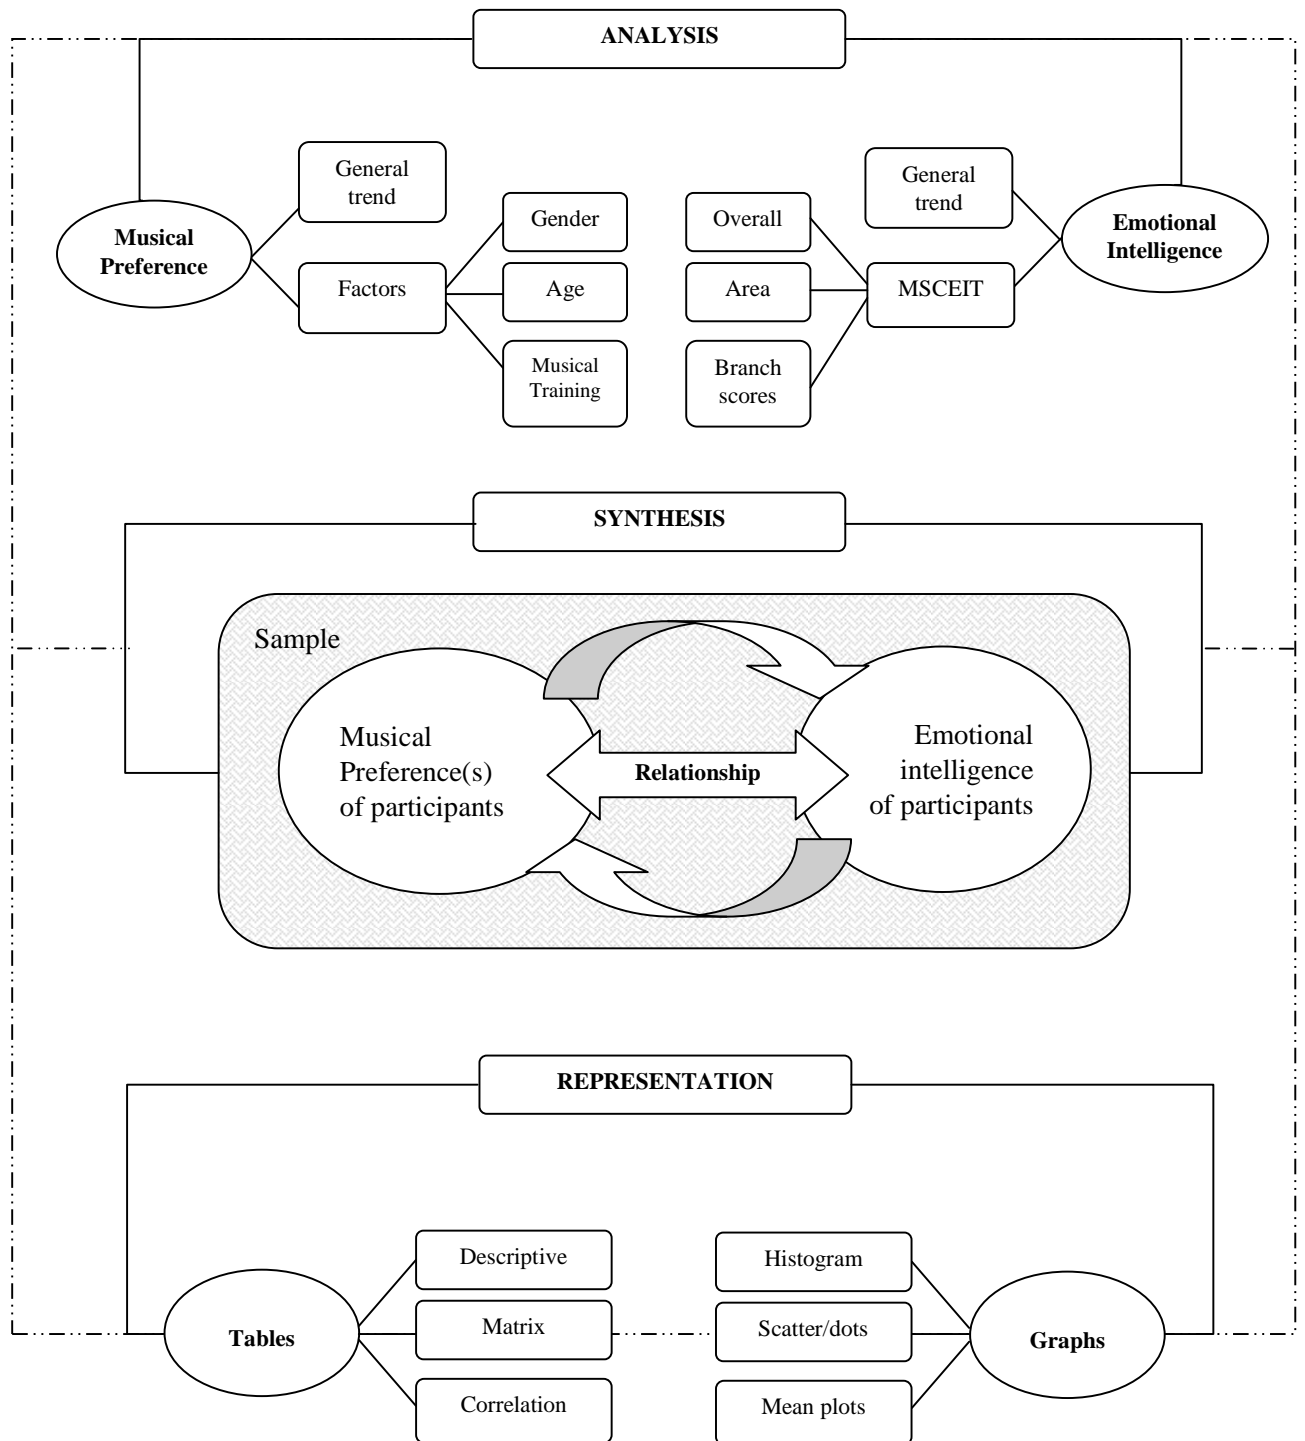 ANALYSIS
General
trend
Musical
Preference
Factors
Gender
Age
Musical
Training
Overall
Area
Branch
scores
General
trend
MSCEIT
Emotional
Intelligence
SYNTHESIS
Sample
Musical
Preference(s)
of participants
Relationship
Emotional
intelligence
of participants
REPRESENTATION
Tables
Descriptive
Matrix
Correlation
Histogram
Scatter/dots
Mean plots
Graphs